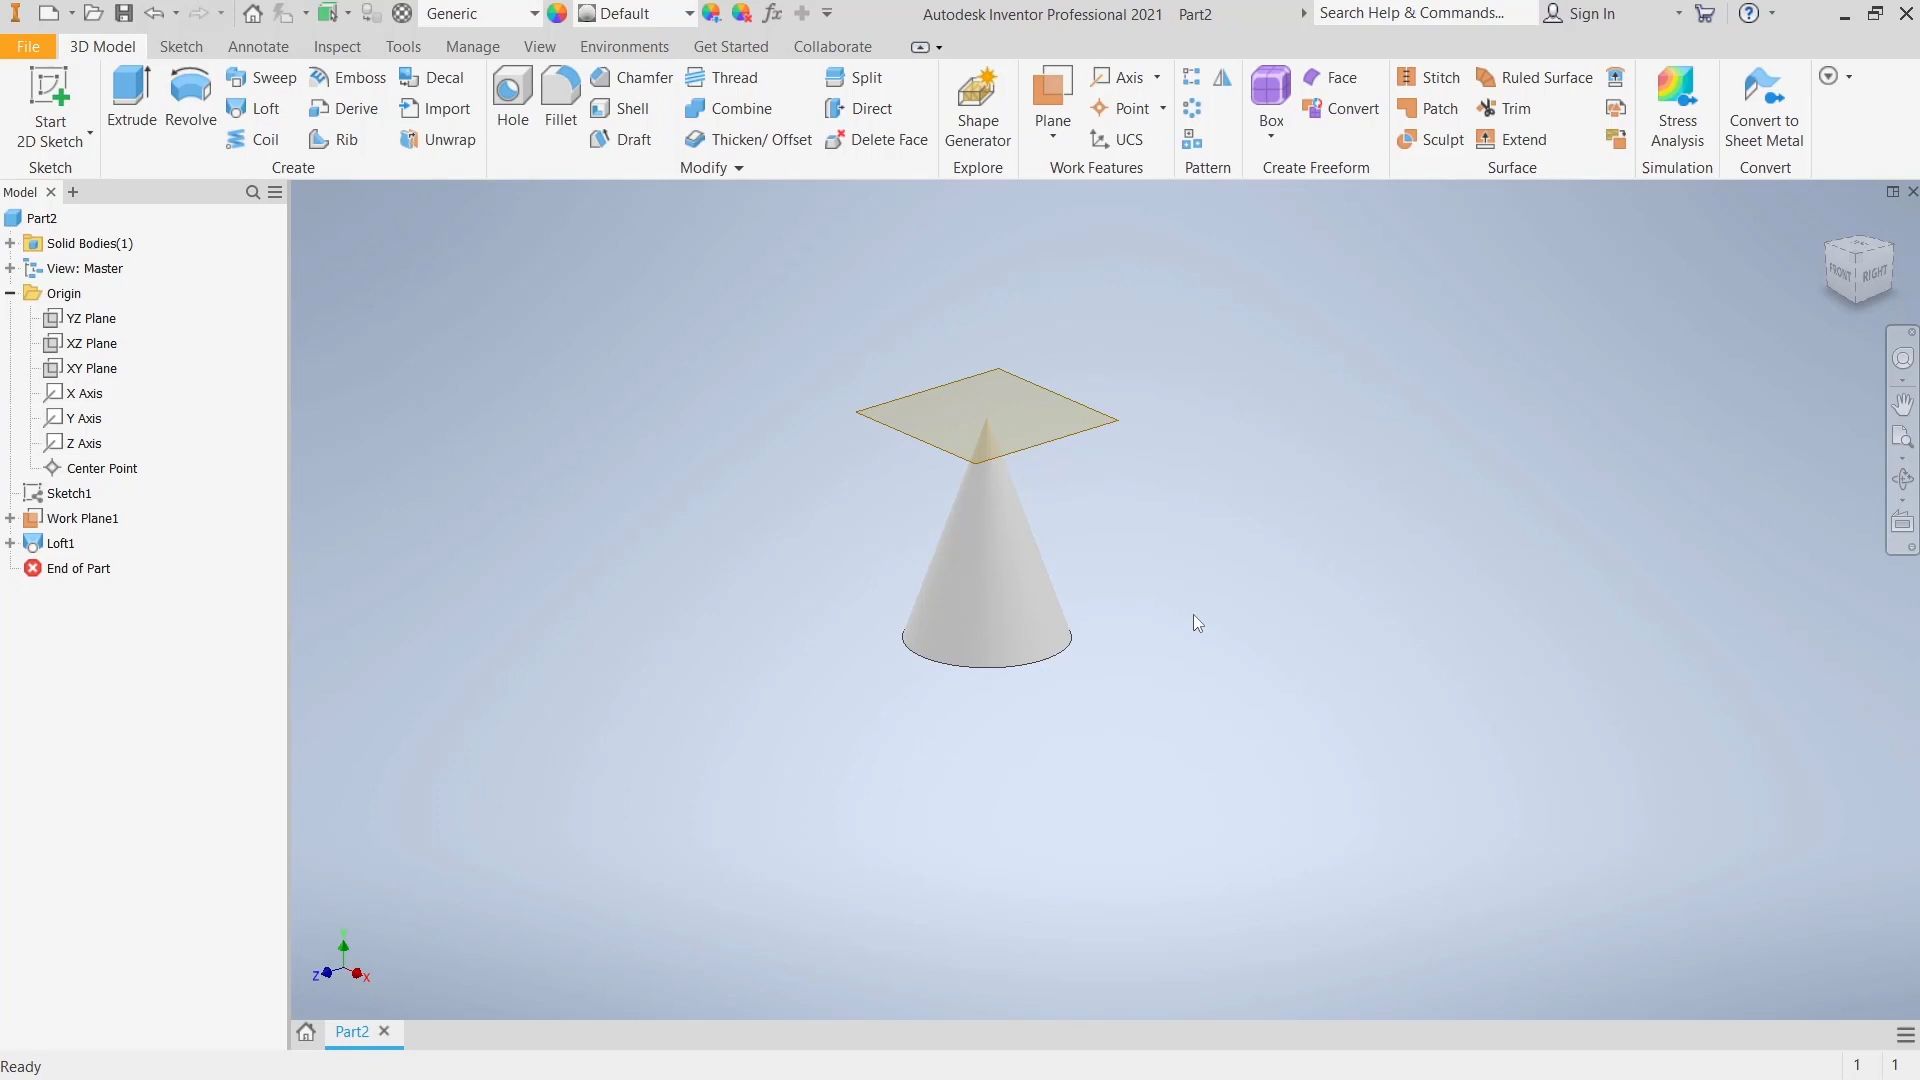 Generic
Default
Autodesk Inventor Professional 2021 Part2
Search Help & Commands...
Sign In
File 3D Model Sketch Annotate Inspect Tools Manage View Environments Get Started Collaborate
Start
2D Sketch
Sketch
Extrude
Revolve
Sweep
Loft
Coil
Emboss
Derive
Rib
Decal
Import
Unwrap
Create
Hole
Fillet
Chamfer
Shell
Draft
Thread
Combine
Thicken/ Offset
Split
Direct
Delete Face
Modify
Shape
Generator
Explore
Plane
Axis
Point
UCS
Work Features
Pattern
Box
Face
Convert
Create Freeform
Stitch
Patch
Sculpt
Ruled Surface
Trim
Extend
Surface
Stress
Analysis
Simulation
Convert to
Sheet Metal
Convert
Model
Part2
Solid Bodies(1)
View: Master
Origin
YZ Plane
XZ Plane
XY Plane
X Axis
Y Axis
Z Axis
Center Point
Sketch1
Work Plane1
Loft1
End of Part
FRONT RIGHT
Y
Z
X
Part2
Ready
1 1